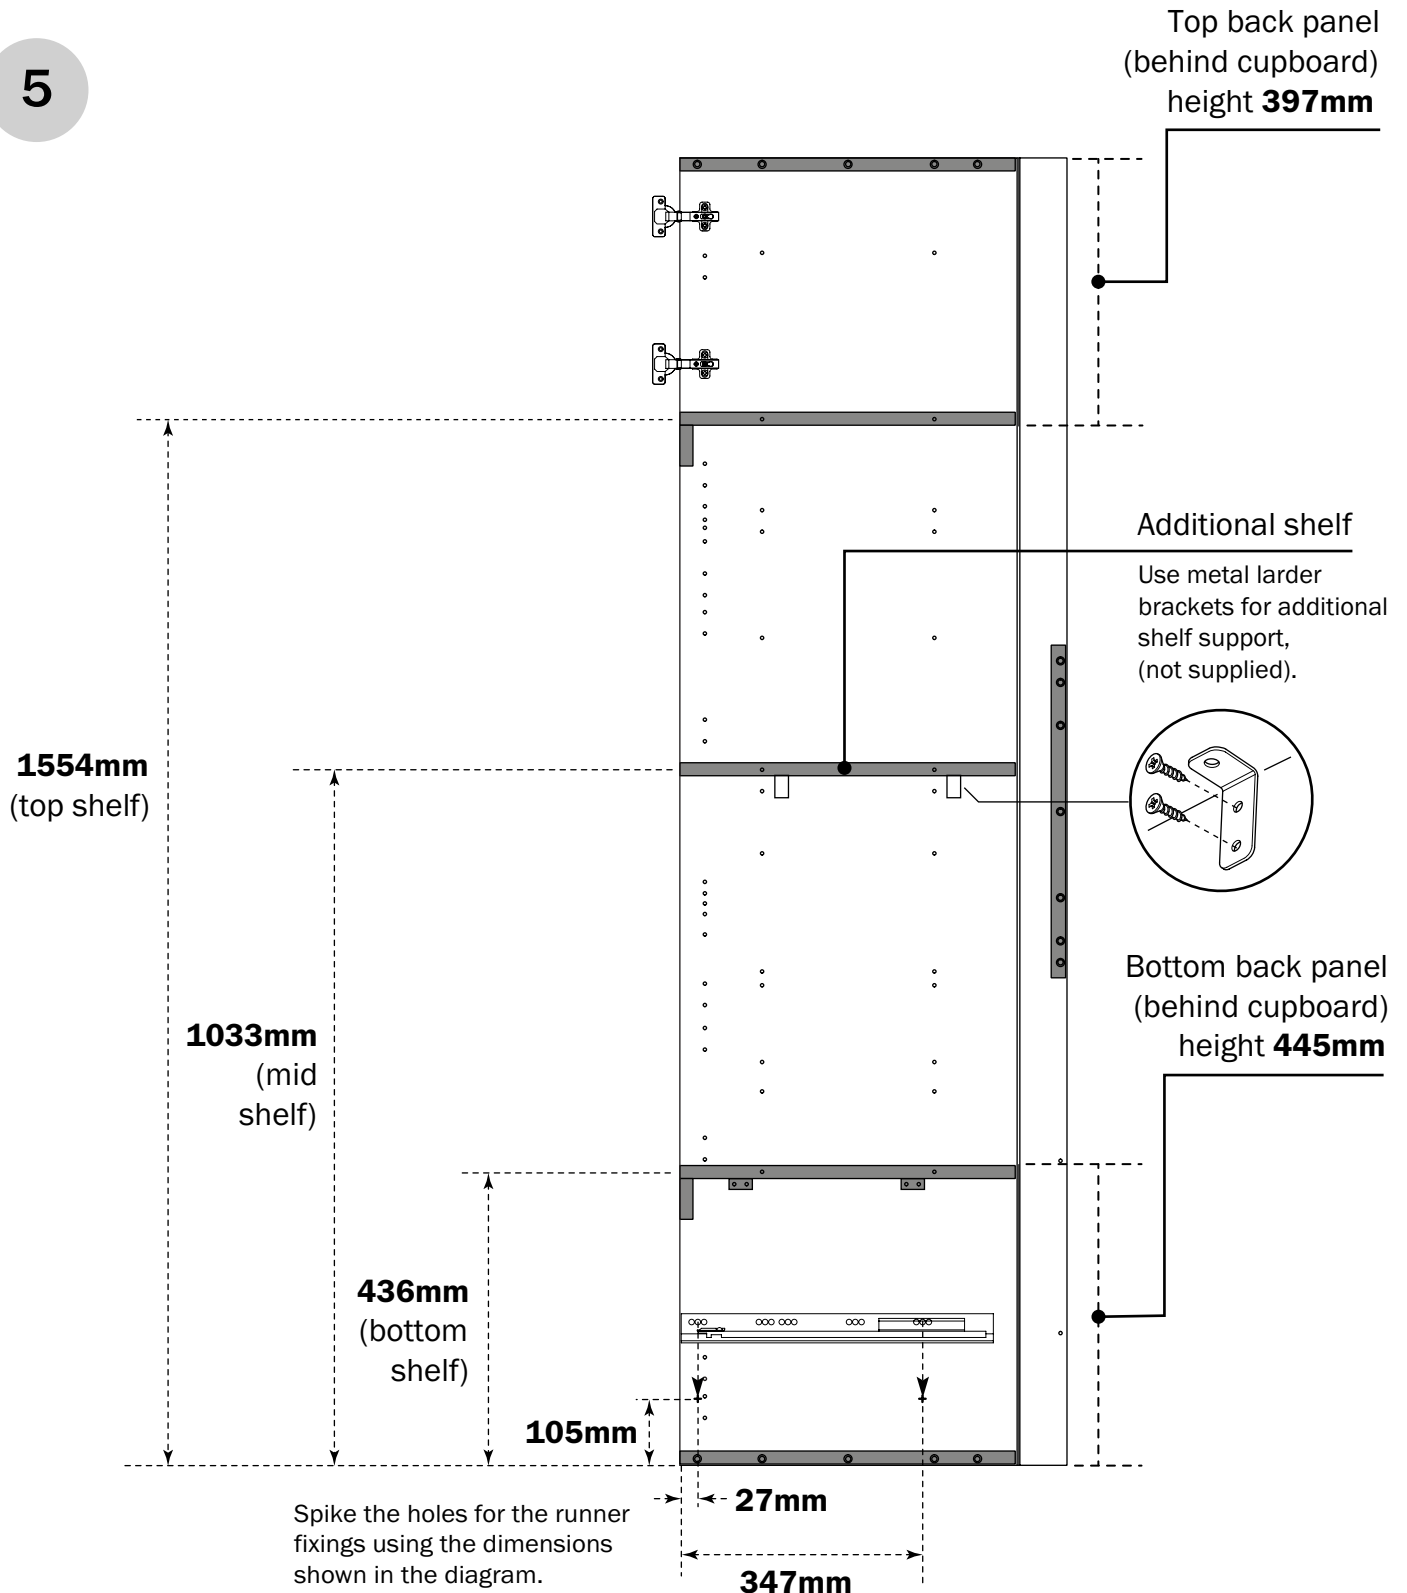 5
Top back panel
(behind cupboard)
height 397mm
Additional shelf
Use metal larder
brackets for additional
shelf support,
(not supplied).
1554mm
(top shelf)
1033mm
(mid
shelf)
Bottom back panel
(behind cupboard)
height 445mm
436mm
(bottom
shelf)
105mm
27mm
Spike the holes for the runner
fixings using the dimensions
shown in the diagram.
347mm